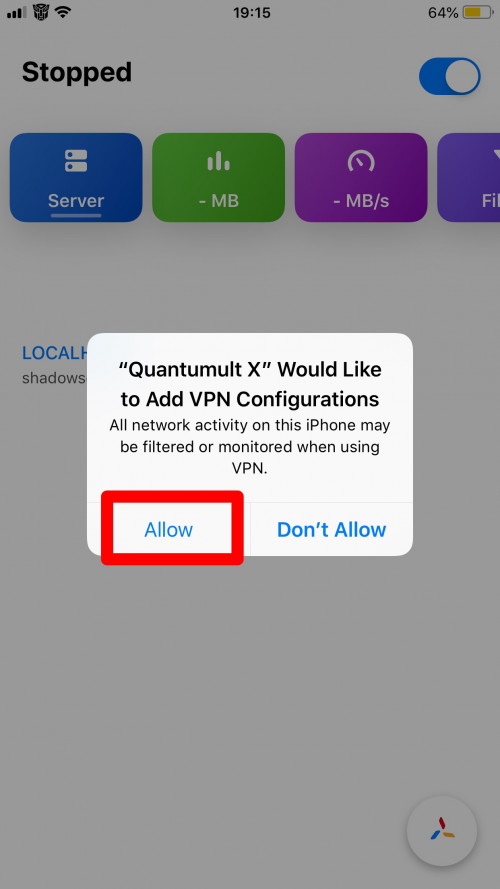 19:15
64%
Stopped
Server
- MB
- MB/s
LOCALH
shadows
“Quantumult X” Would Like
to Add VPN Configurations
All network activity on this iPhone may
be filtered or monitored when using
VPN.
Allow
Don’t Allow